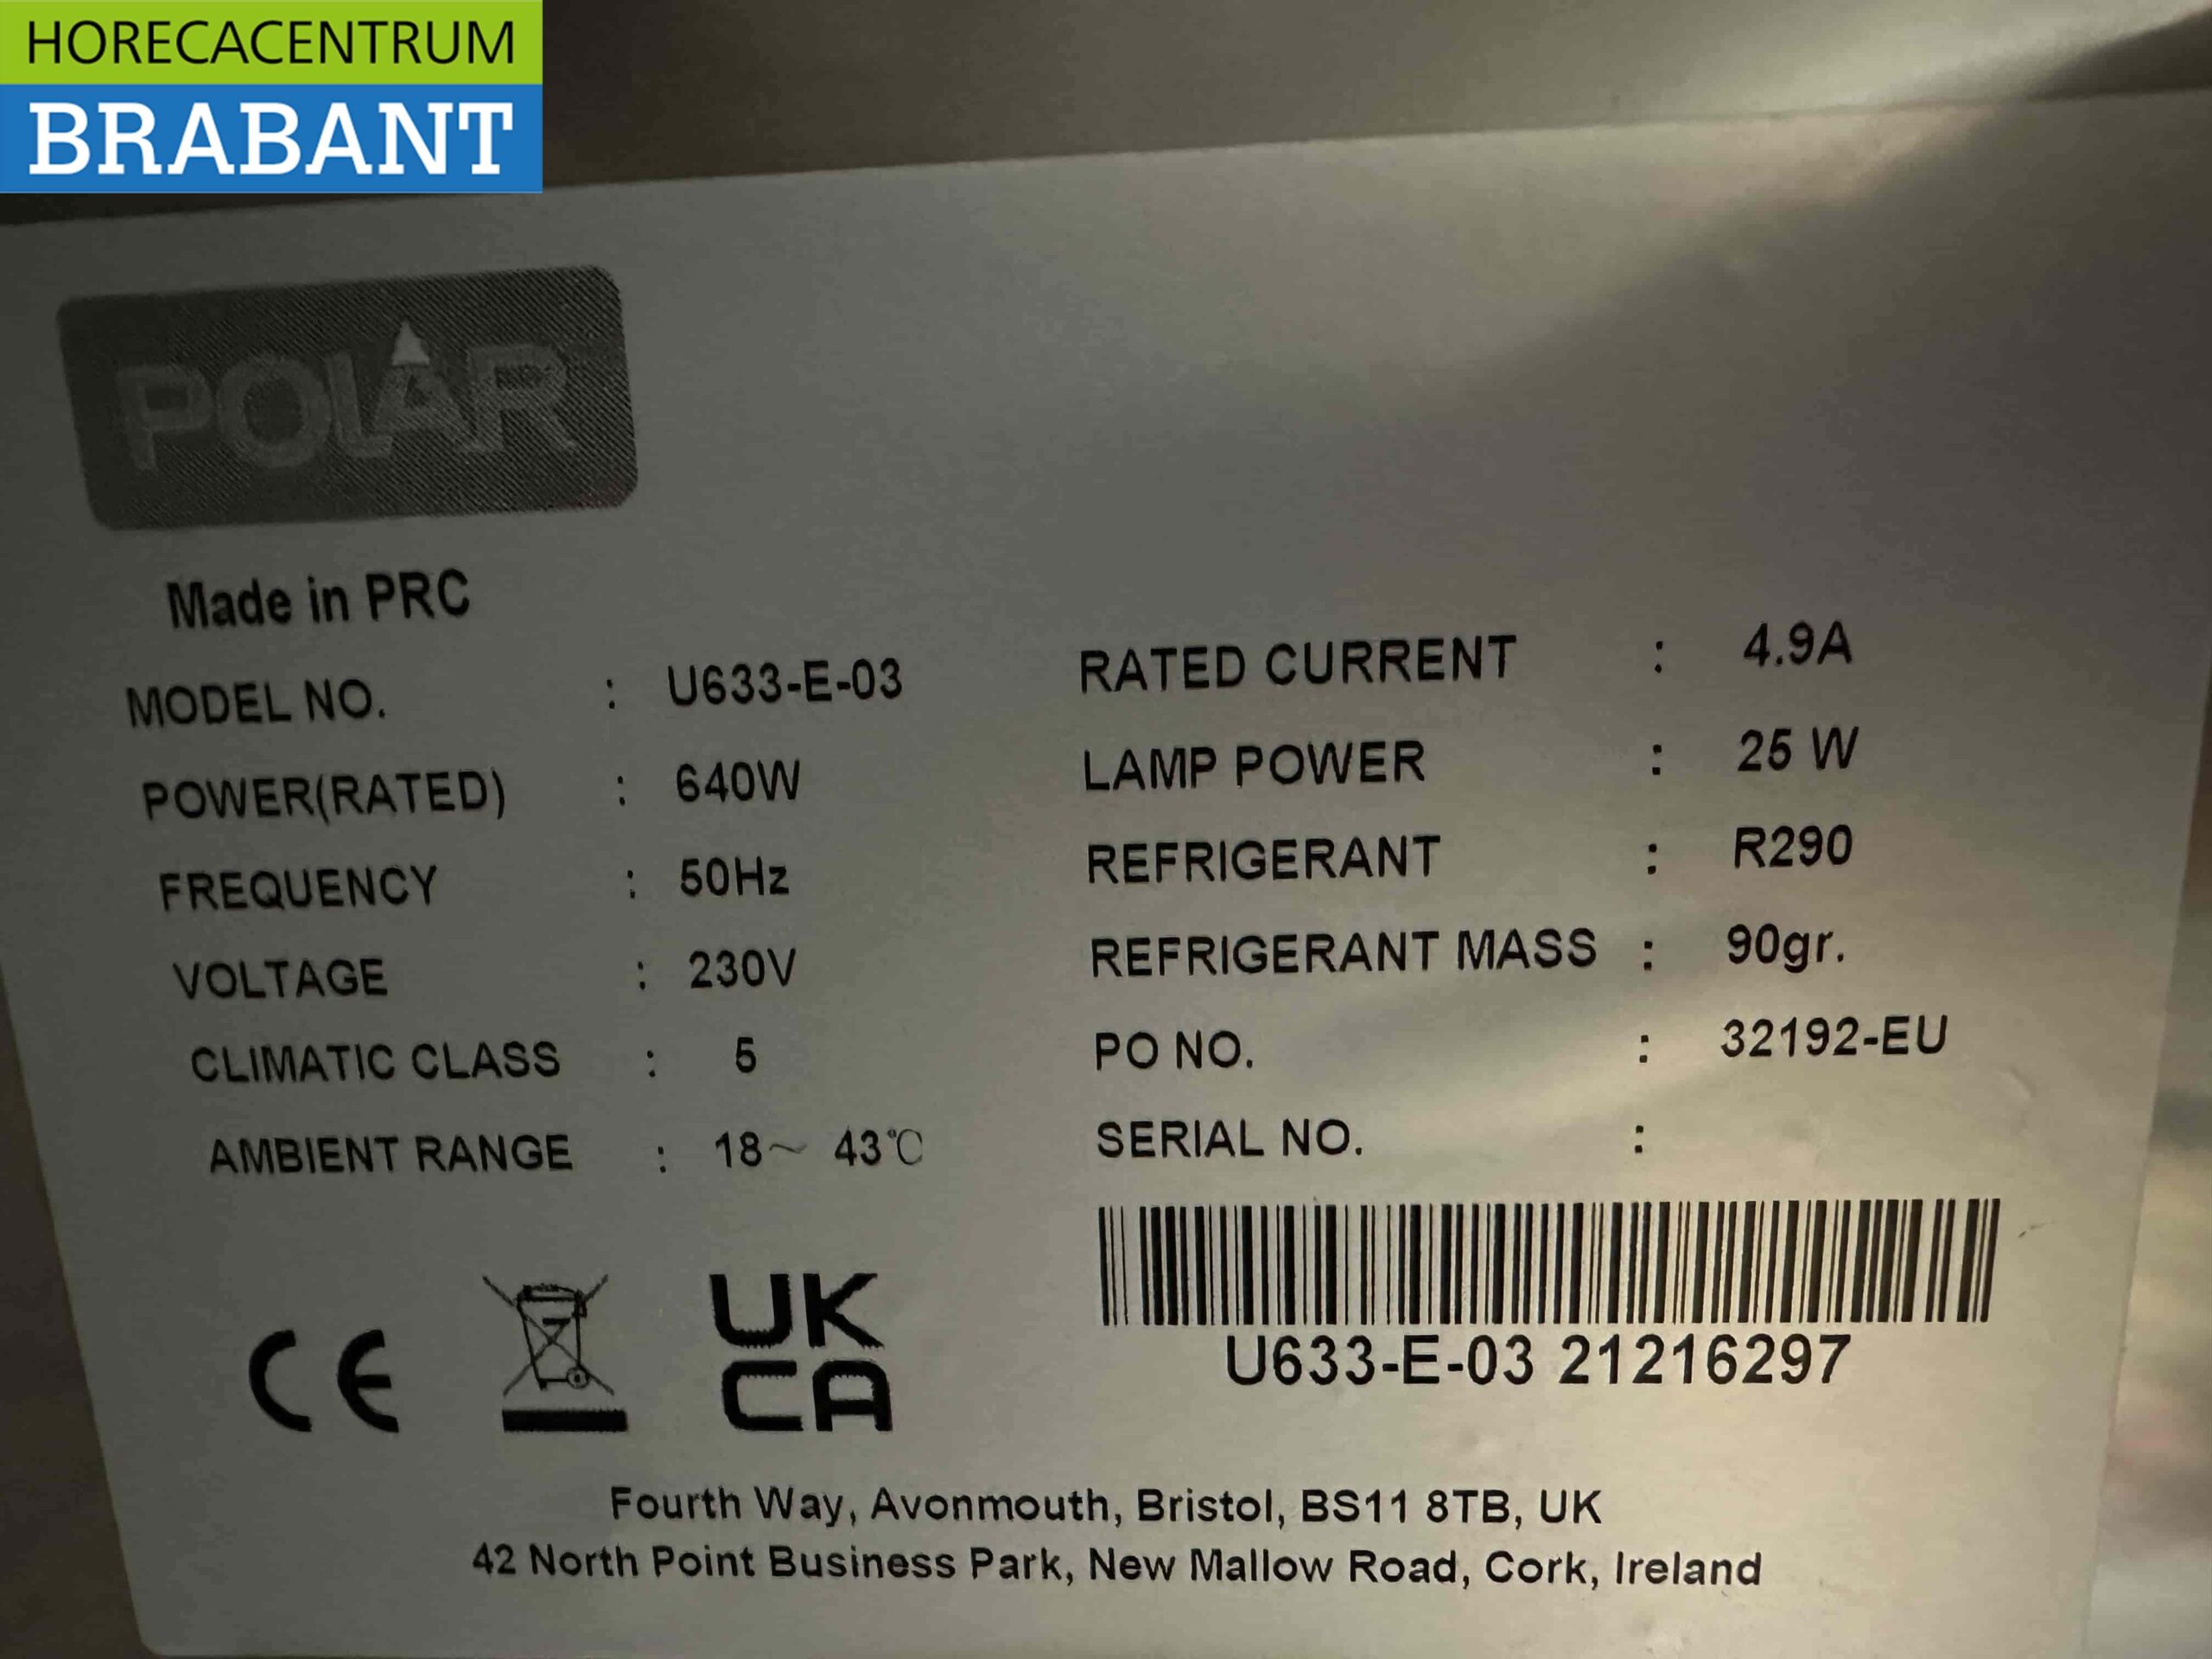 HORECACENTRUM
BRABANT
POLAR
Made in PRC
MODEL NO. : U633-E-03
POWER(RATED) : 640W
FREQUENCY : 50Hz
VOLTAGE : 230V
CLIMATIC CLASS : 5
AMBIENT RANGE : 18~ 43℃
RATED CURRENT : 4.9A
LAMP POWER : 25 W
REFRIGERANT : R290
REFRIGERANT MASS : 90gr.
PO NO. : 32192-EU
SERIAL NO. :
U633-E-03 21216297
CE
UK
CA
Fourth Way, Avonmouth, Bristol, BS11 8TB, UK
42 North Point Business Park, New Mallow Road, Cork, Ireland